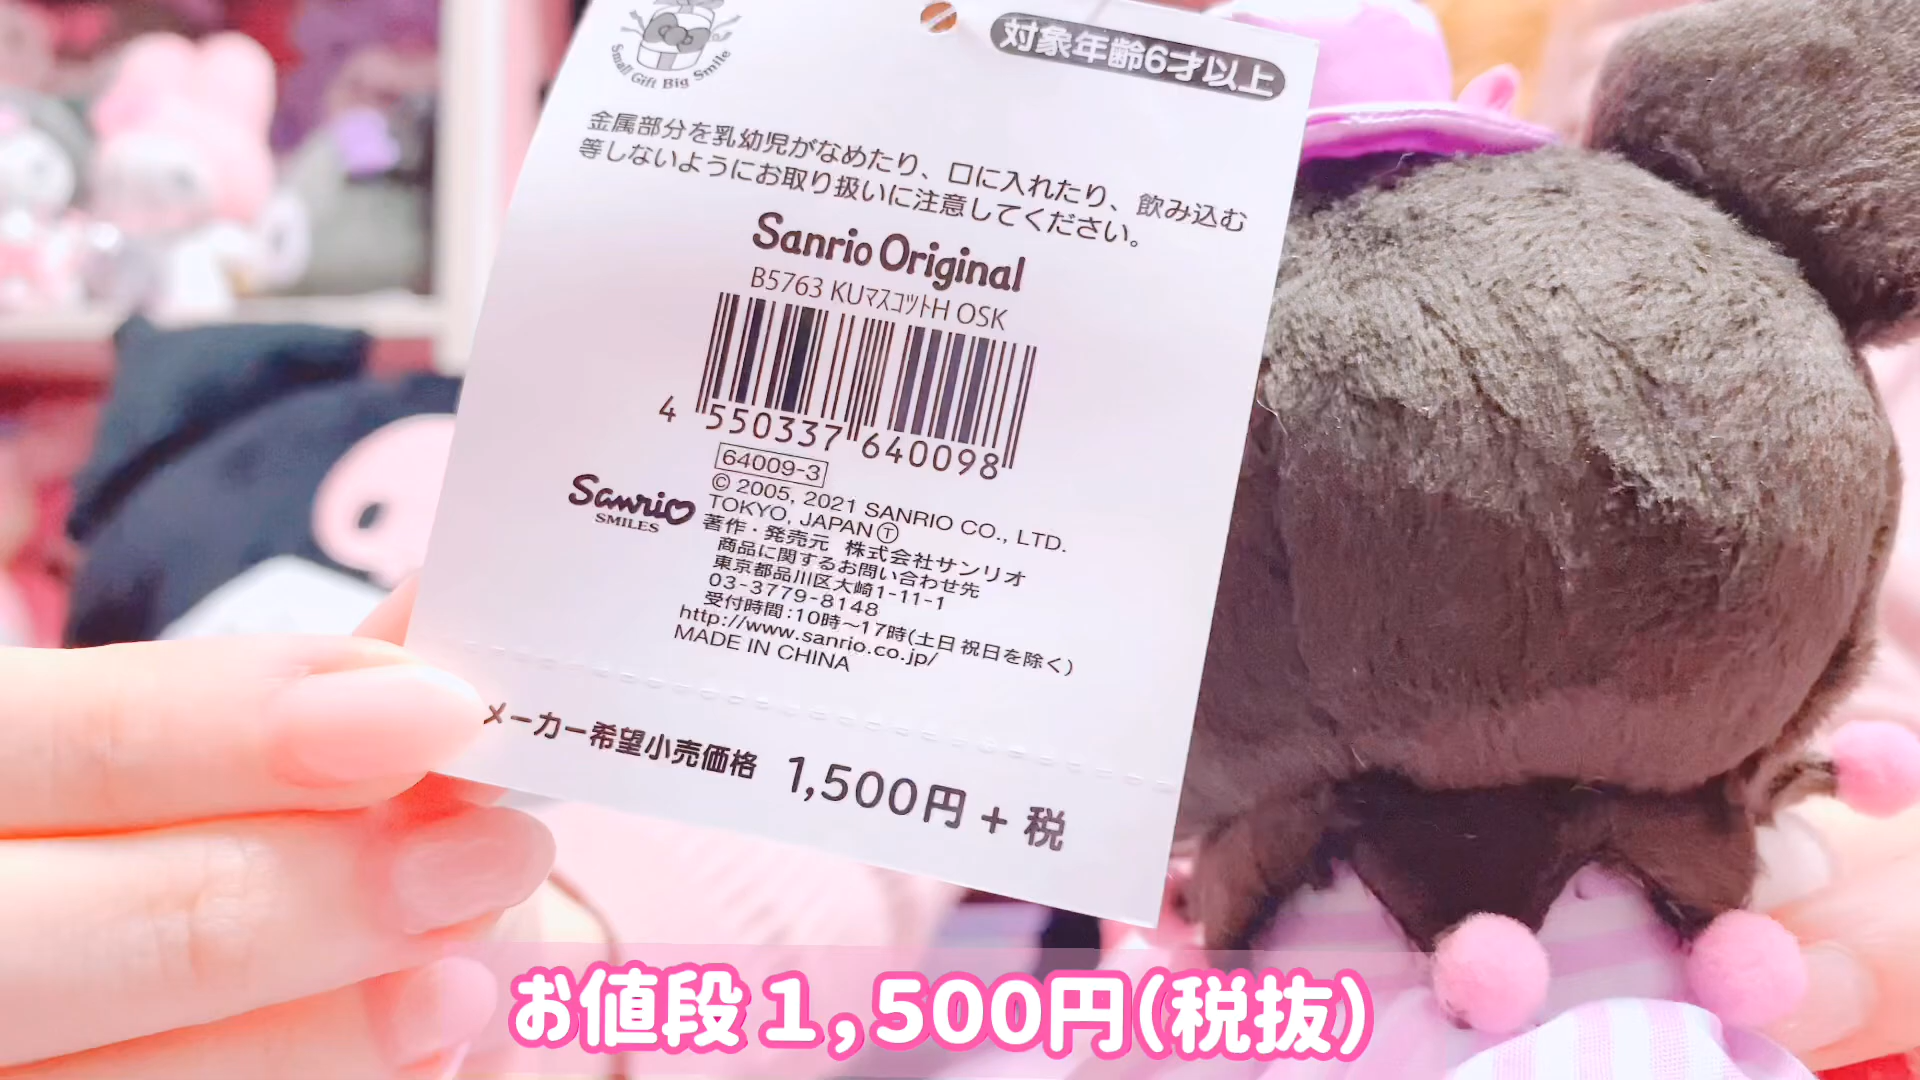 Small Gift Big Smile
対象年齢6才以上
金属部分を乳幼児がなめたり、口に入れたり、飲み込む
等しないようにお取り扱いに注意してください。
Sanrio Original
B5763 KUマスコットH OSK
4 550337 640098
64009-3
Sanrio
SMILES
© 2005, 2021 SANRIO CO., LTD.
TOKYO, JAPAN Ⓣ
著作・発売元 株式会社サンリオ
商品に関するお問い合わせ先
東京都品川区大崎1-11-1
03-3779-8148
受付時間:10時～17時(土日 祝日を除く)
http://www.sanrio.co.jp/
MADE IN CHINA
メーカー希望小売価格 1,500円 + 税
お値段1,500円(税抜)